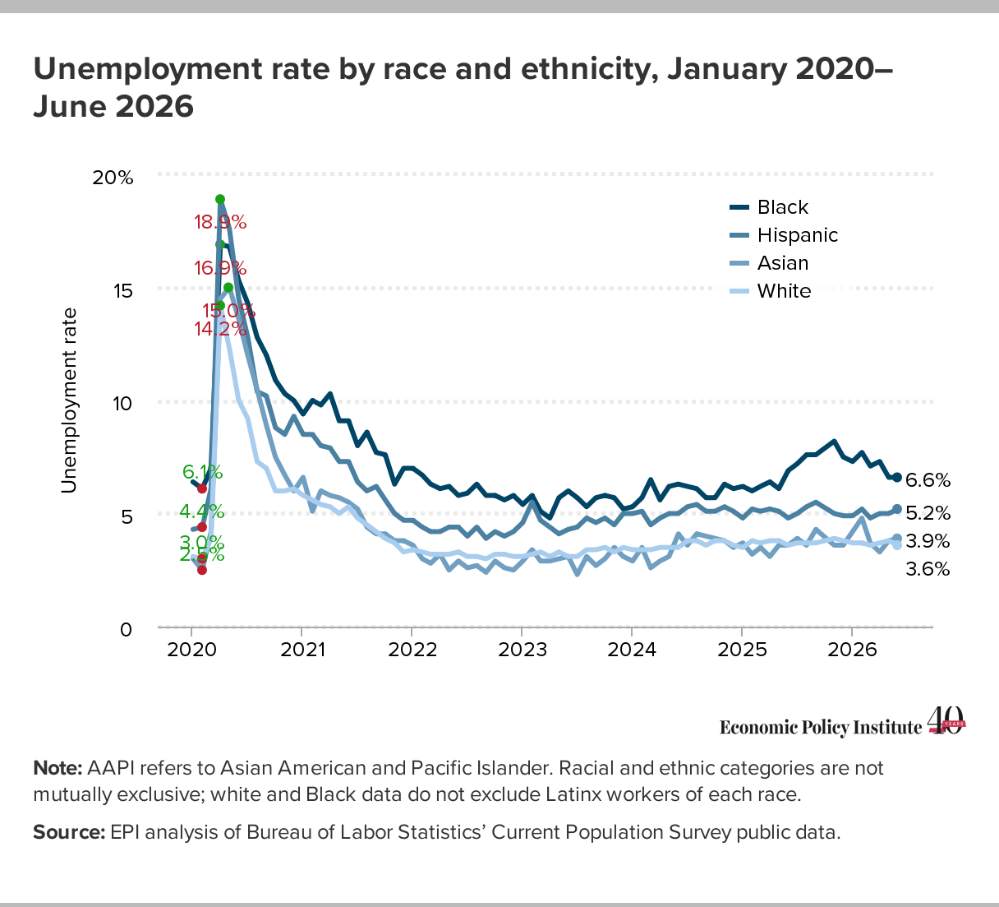 Unemployment rate by race and ethnicity, January 2020–
June 2026
20%
15
10
5
0
Unemployment rate
Black
Hispanic
Asian
White
18.9%
16.9%
15.0%
14.2%
6.1%
4.4%
3.0%
6.6%
5.2%
3.9%
3.6%
2020
2021
2022
2023
2024
2025
2026
Economic Policy Institute 40 YEARS
Note: AAPI refers to Asian American and Pacific Islander. Racial and ethnic categories are not
mutually exclusive; white and Black data do not exclude Latinx workers of each race.
Source: EPI analysis of Bureau of Labor Statistics’ Current Population Survey public data.